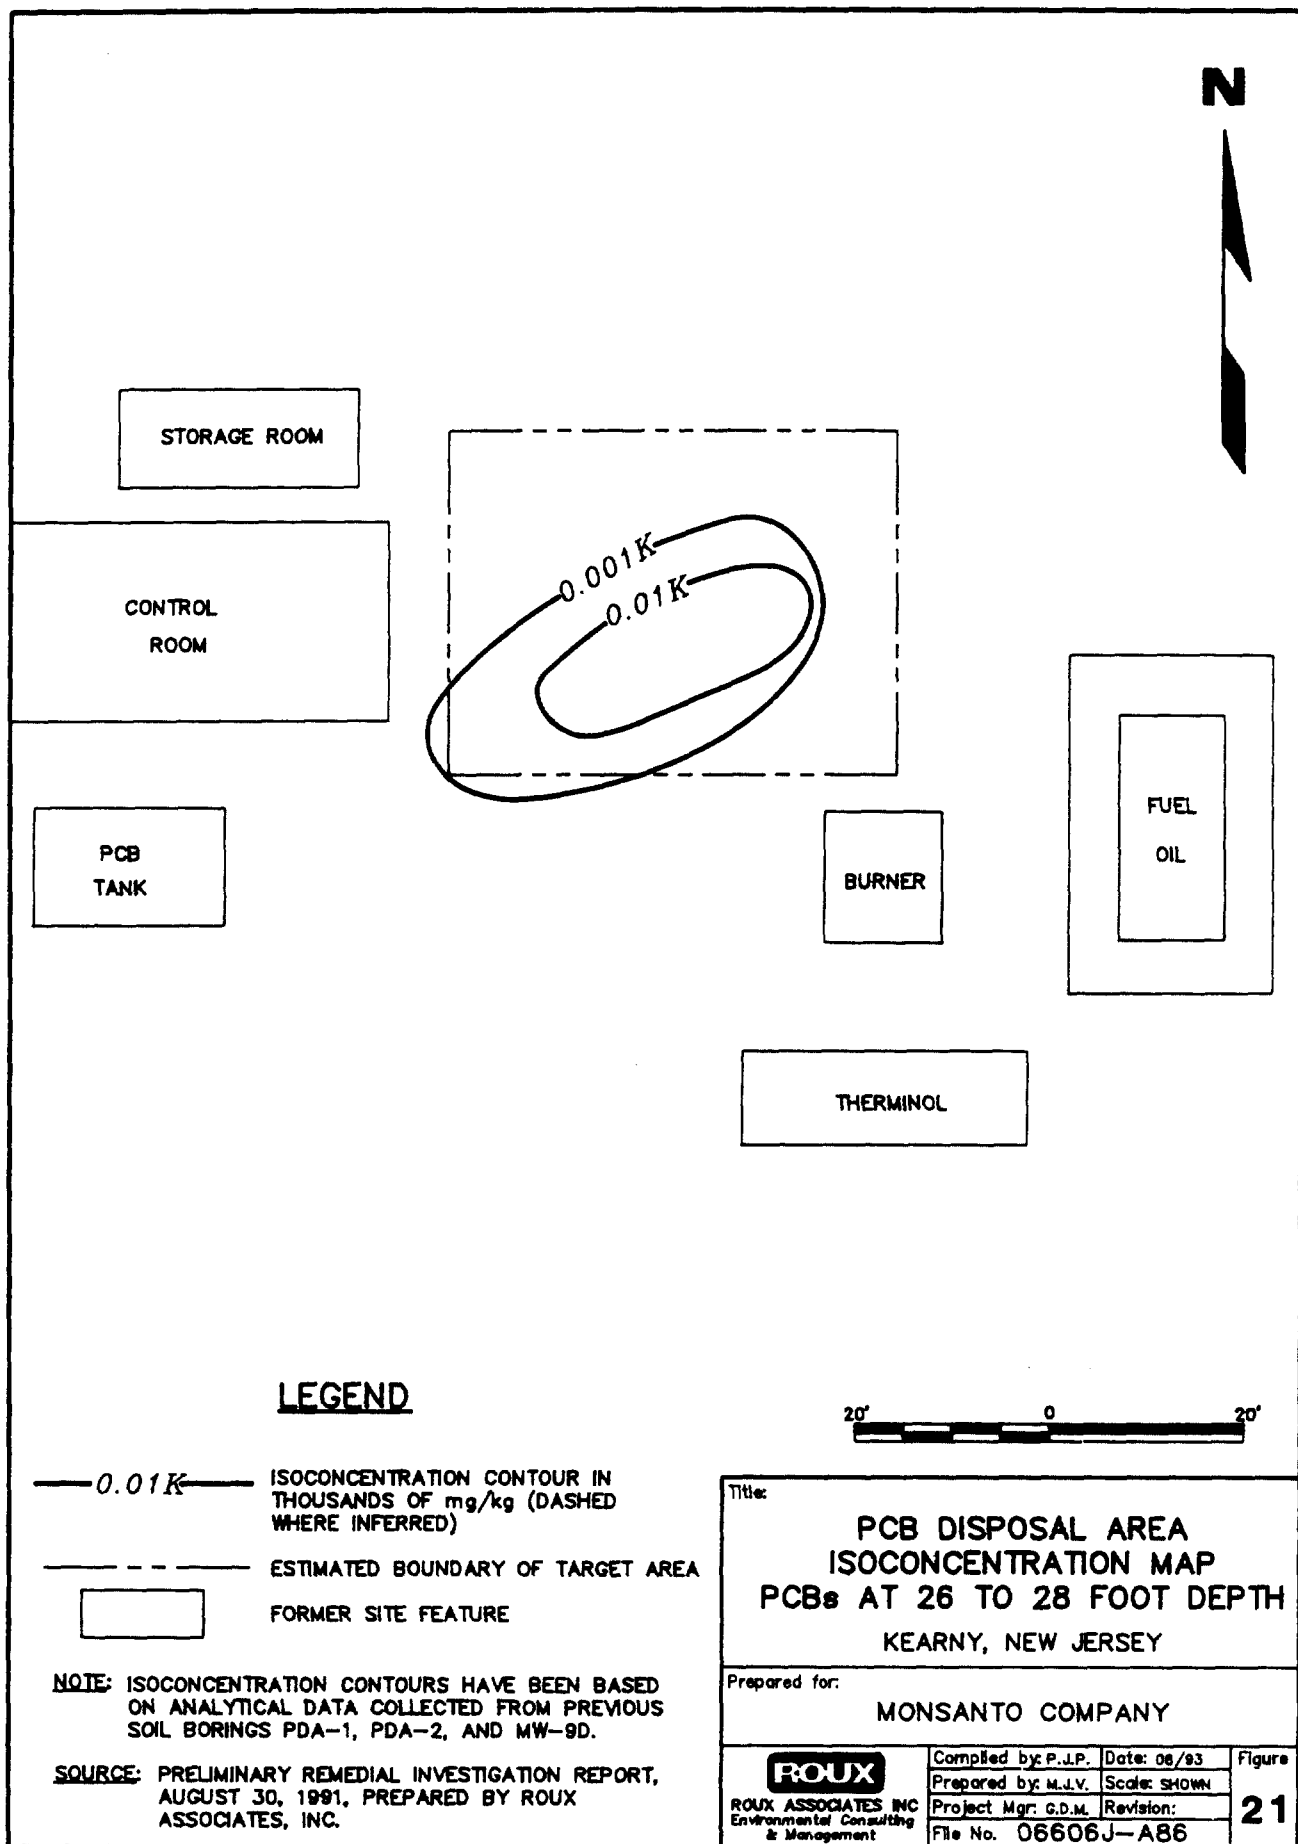 N
STORAGE ROOM
0.001K
0.01K
CONTROL
ROOM
PCB
TANK
FUEL
OIL
BURNER
THERMINOL
LEGEND
20' 0 20'
0.01K
ISOCONCENTRATION CONTOUR IN
THOUSANDS OF mg/kg (DASHED
WHERE INFERRED)
ESTIMATED BOUNDARY OF TARGET AREA
FORMER SITE FEATURE
NOTE: ISOCONCENTRATION CONTOURS HAVE BEEN BASED
ON ANALYTICAL DATA COLLECTED FROM PREVIOUS
SOIL BORINGS PDA-1, PDA-2, AND MW-9D.
SOURCE: PRELIMINARY REMEDIAL INVESTIGATION REPORT,
AUGUST 30, 1991, PREPARED BY ROUX
ASSOCIATES, INC.
Title:
PCB DISPOSAL AREA
ISOCONCENTRATION MAP
PCBs AT 26 TO 28 FOOT DEPTH
KEARNY, NEW JERSEY
Prepared for:
MONSANTO COMPANY
ROUX
ROUX ASSOCIATES INC
Environmental Consulting
& Management
Compiled by: P.J.P. Date: 06/93
Prepared by: M.J.V. Scale: SHOWN
Project Mgr: G.D.M. Revision:
File No. 06606J-A86
Figure
21